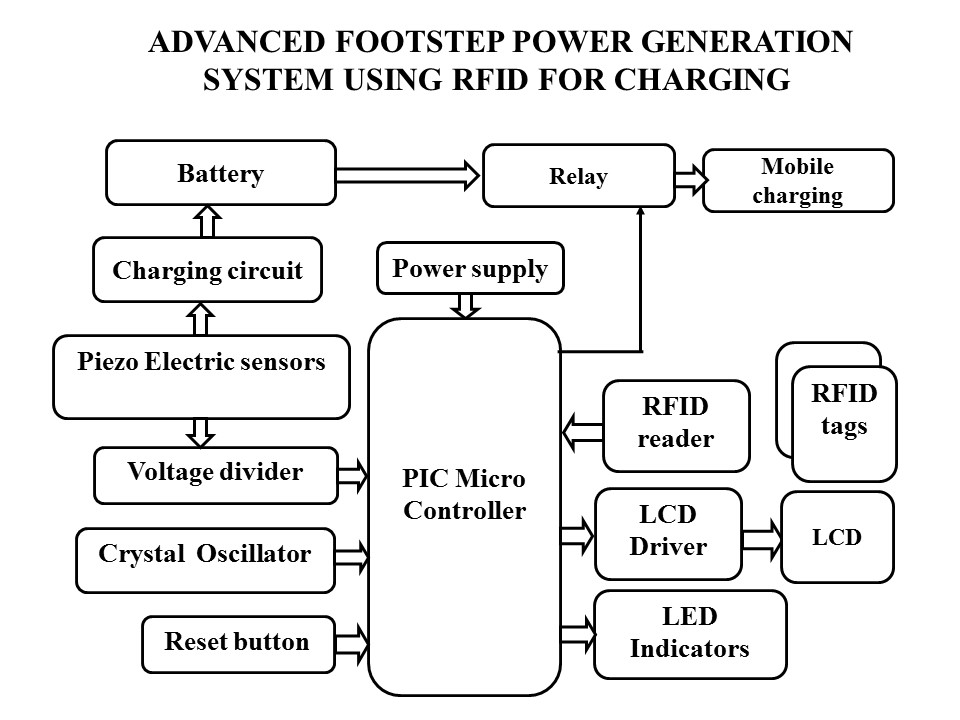 ADVANCED FOOTSTEP POWER GENERATION
SYSTEM USING RFID FOR CHARGING
Battery
Relay
Mobile
charging
Charging circuit
Power supply
Piezo Electric sensors
RFID
reader
RFID
tags
Voltage divider
PIC Micro
Controller
LCD
Driver
LCD
Crystal Oscillator
Reset button
LED
Indicators